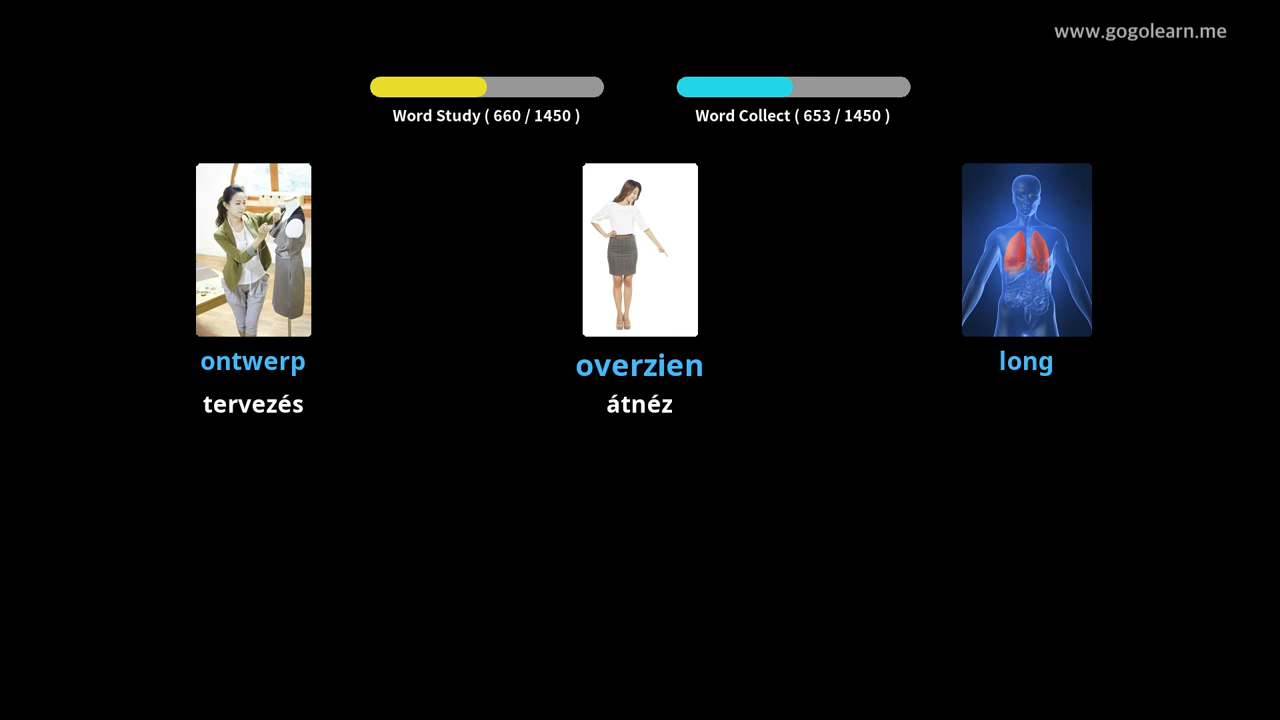 www.gogolearn.me
Word Study ( 660 / 1450 )
Word Collect ( 653 / 1450 )
ontwerp
overzien
long
tervezés
átnéz